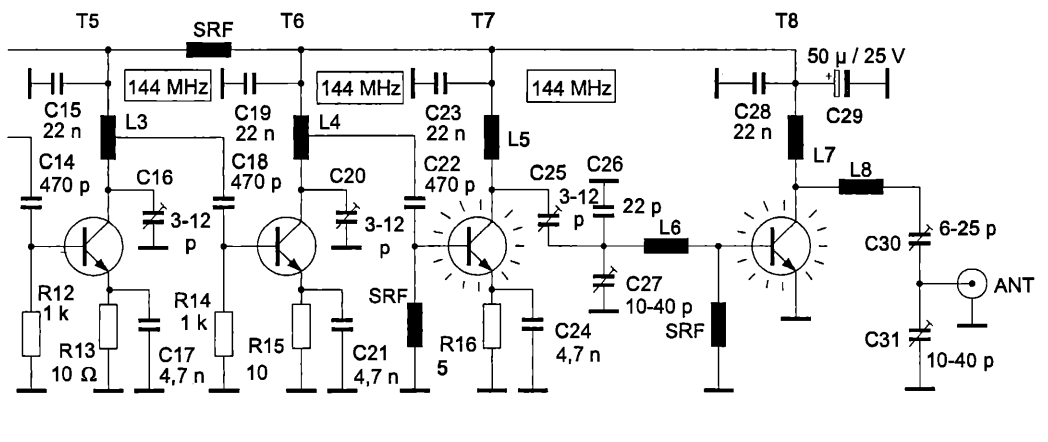 T5
SRF
T6
T7
T8
50 µ / 25 V
+
144 MHz
144 MHz
144 MHz
C15
22 n
L3
C19
22 n
L4
C23
22 n
L5
C28
22 n
C29
L7
C14
470 p
C16
3-12
p
C18
470 p
C20
3-12
p
C22
470 p
C25
3-12
p
C26
22 p
L6
L8
C30
6-25 p
C27
10-40 p
ANT
R12
1 k
R13
10 Ω
C17
4,7 n
R14
1 k
R15
10
C21
4,7 n
SRF
R16
5
C24
4,7 n
SRF
C31
10-40 p